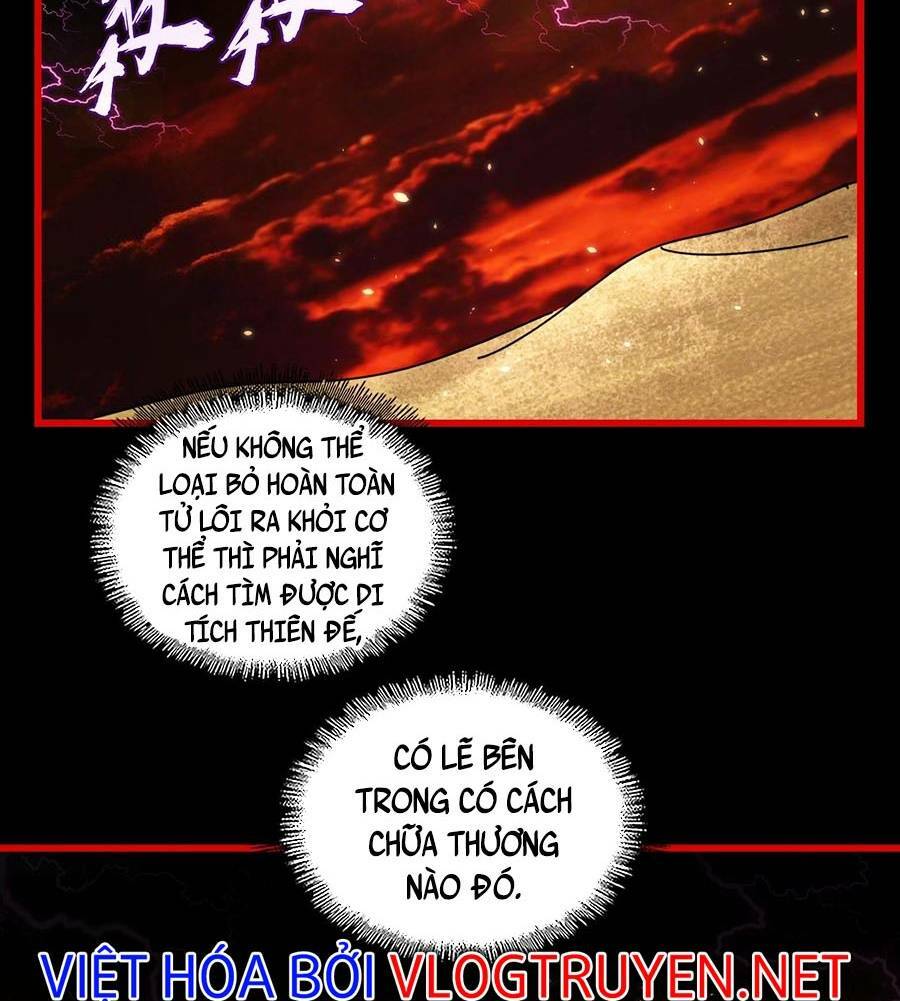 NẾU KHÔNG THỂ
LOẠI BỎ HOÀN TOÀN
TỬ LÔI RA KHỎI CƠ
THỂ THÌ PHẢI NGHĨ
CÁCH TÌM ĐƯỢC DI
TÍCH THIÊN ĐẾ,
CÓ LẼ BÊN
TRONG CÓ CÁCH
CHỮA THƯƠNG
NÀO ĐÓ.
VIỆT HÓA BỞI VLOGTRUYEN.NET